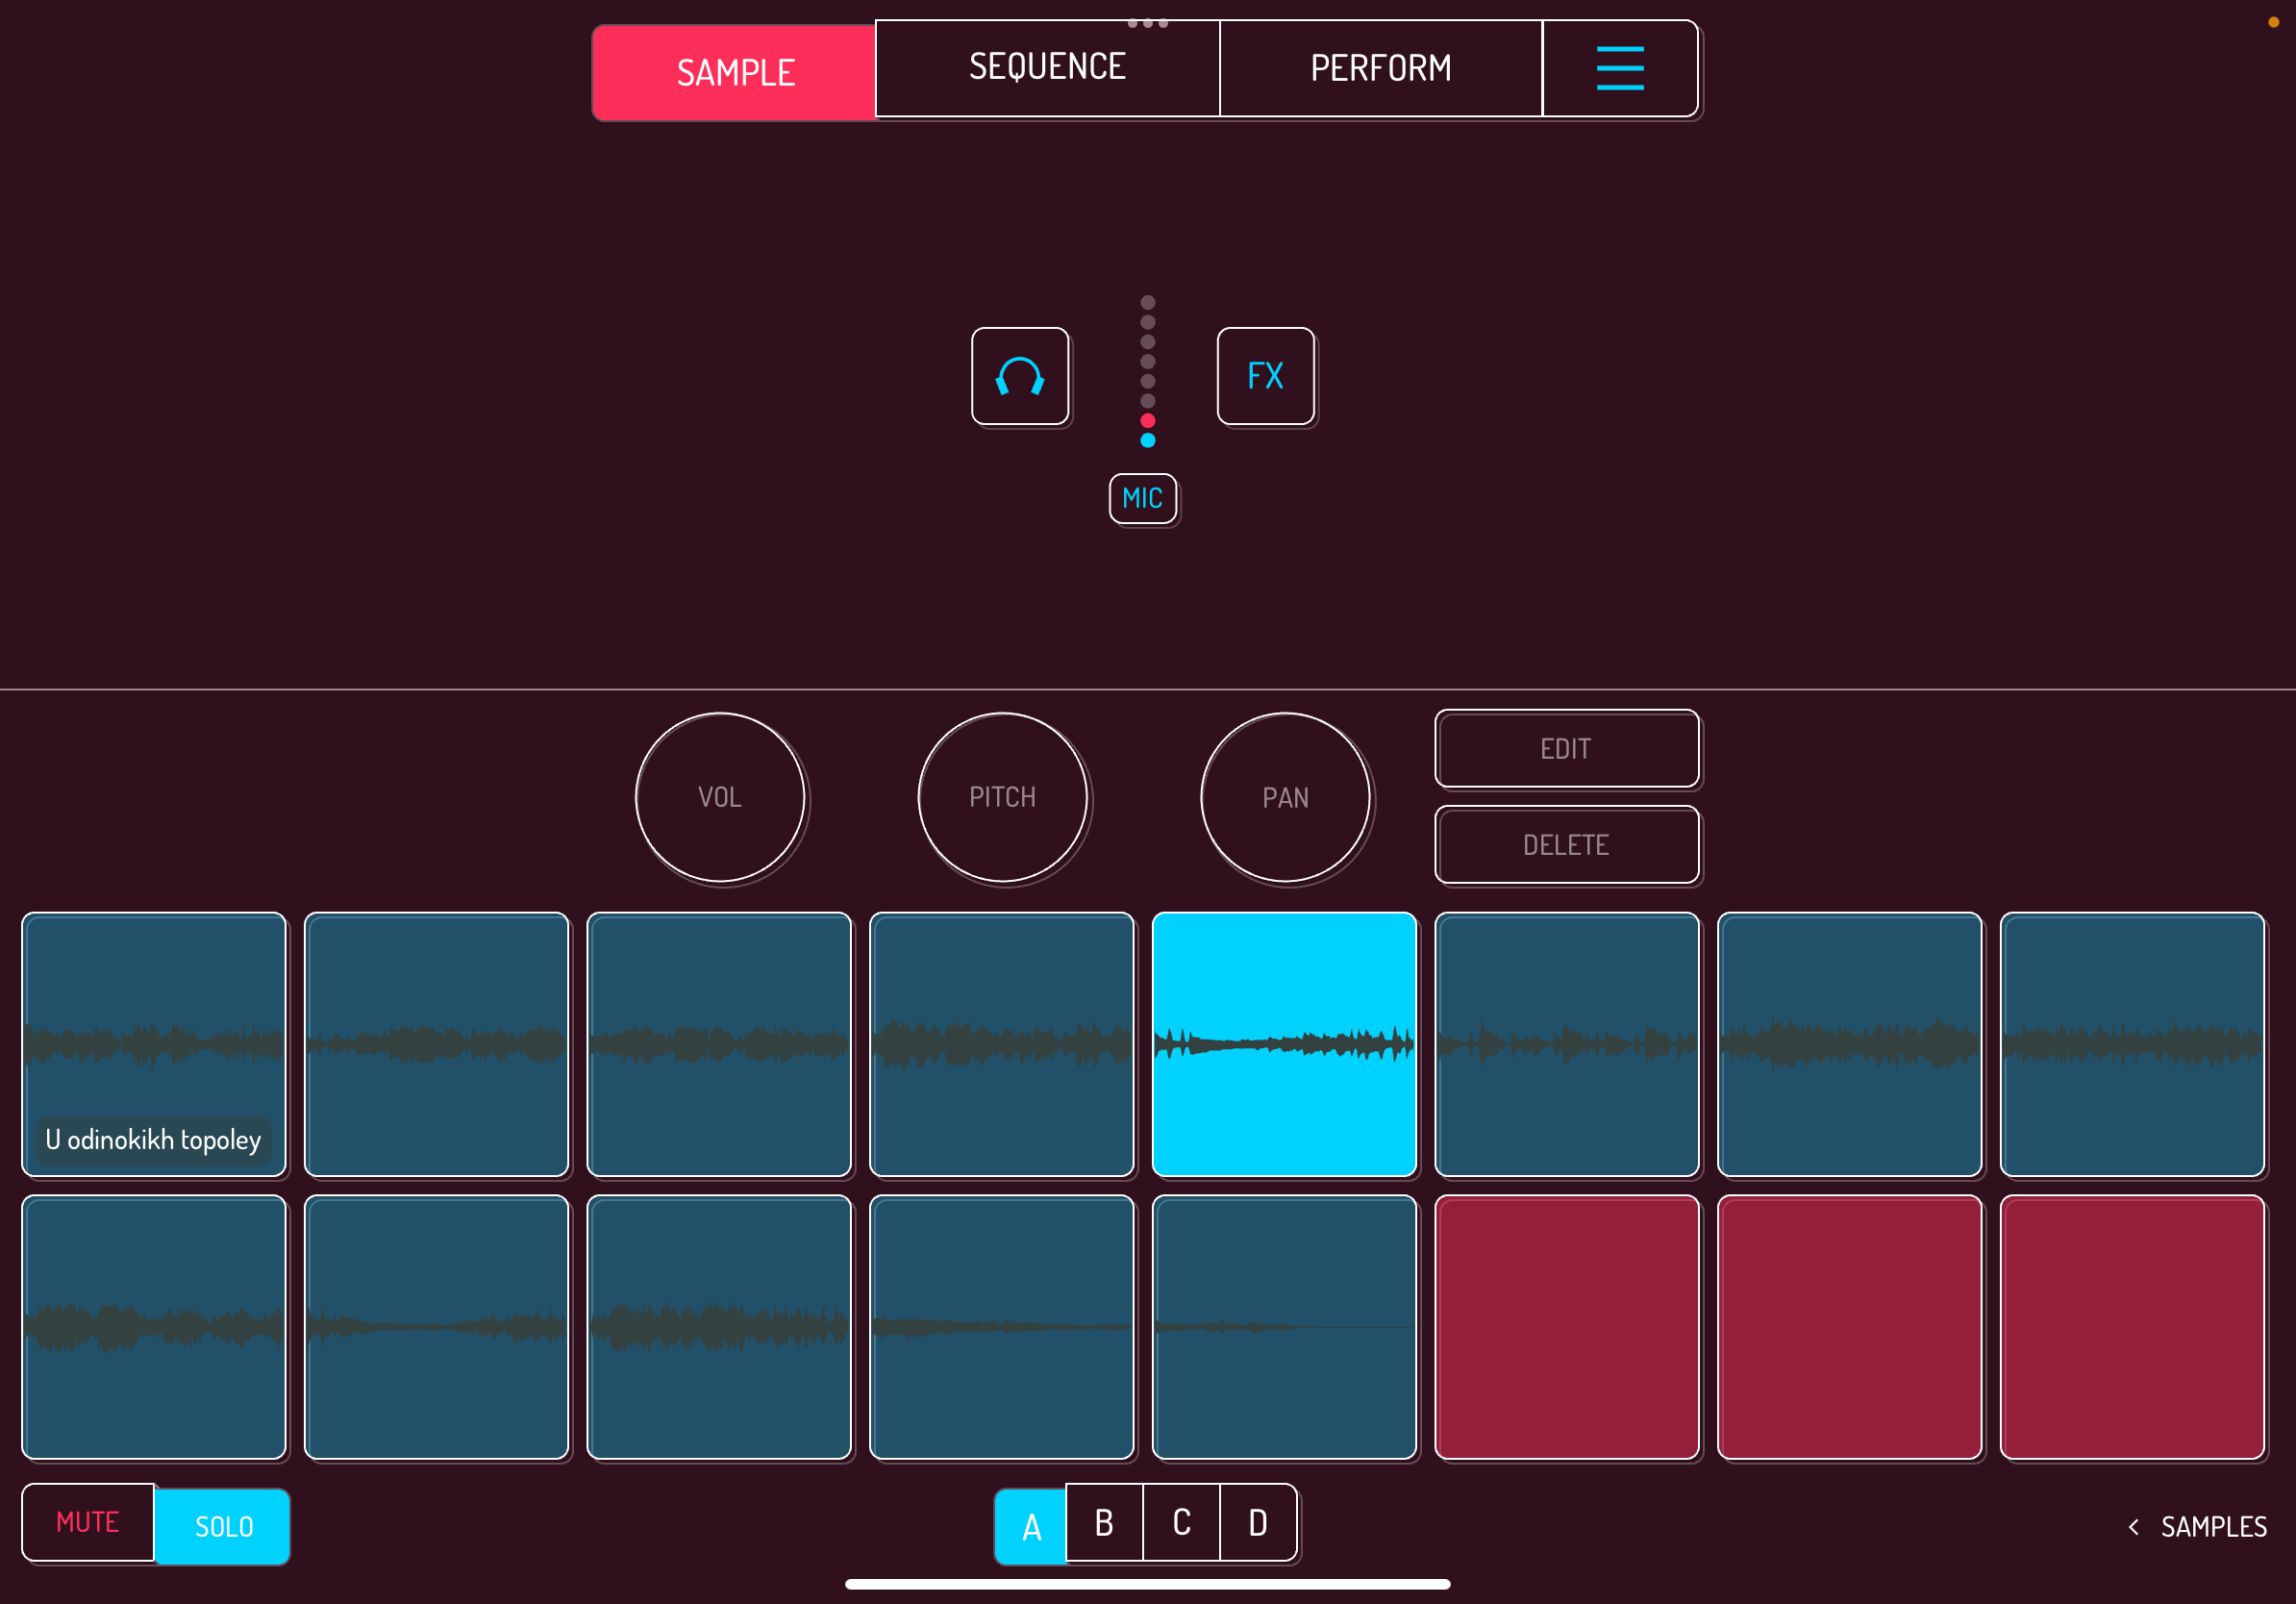 SAMPLE
SEQUENCE
PERFORM
FX
MIC
VOL
PITCH
PAN
EDIT
DELETE
U odinokikh topoley
MUTE
SOLO
A
B
C
D
SAMPLES